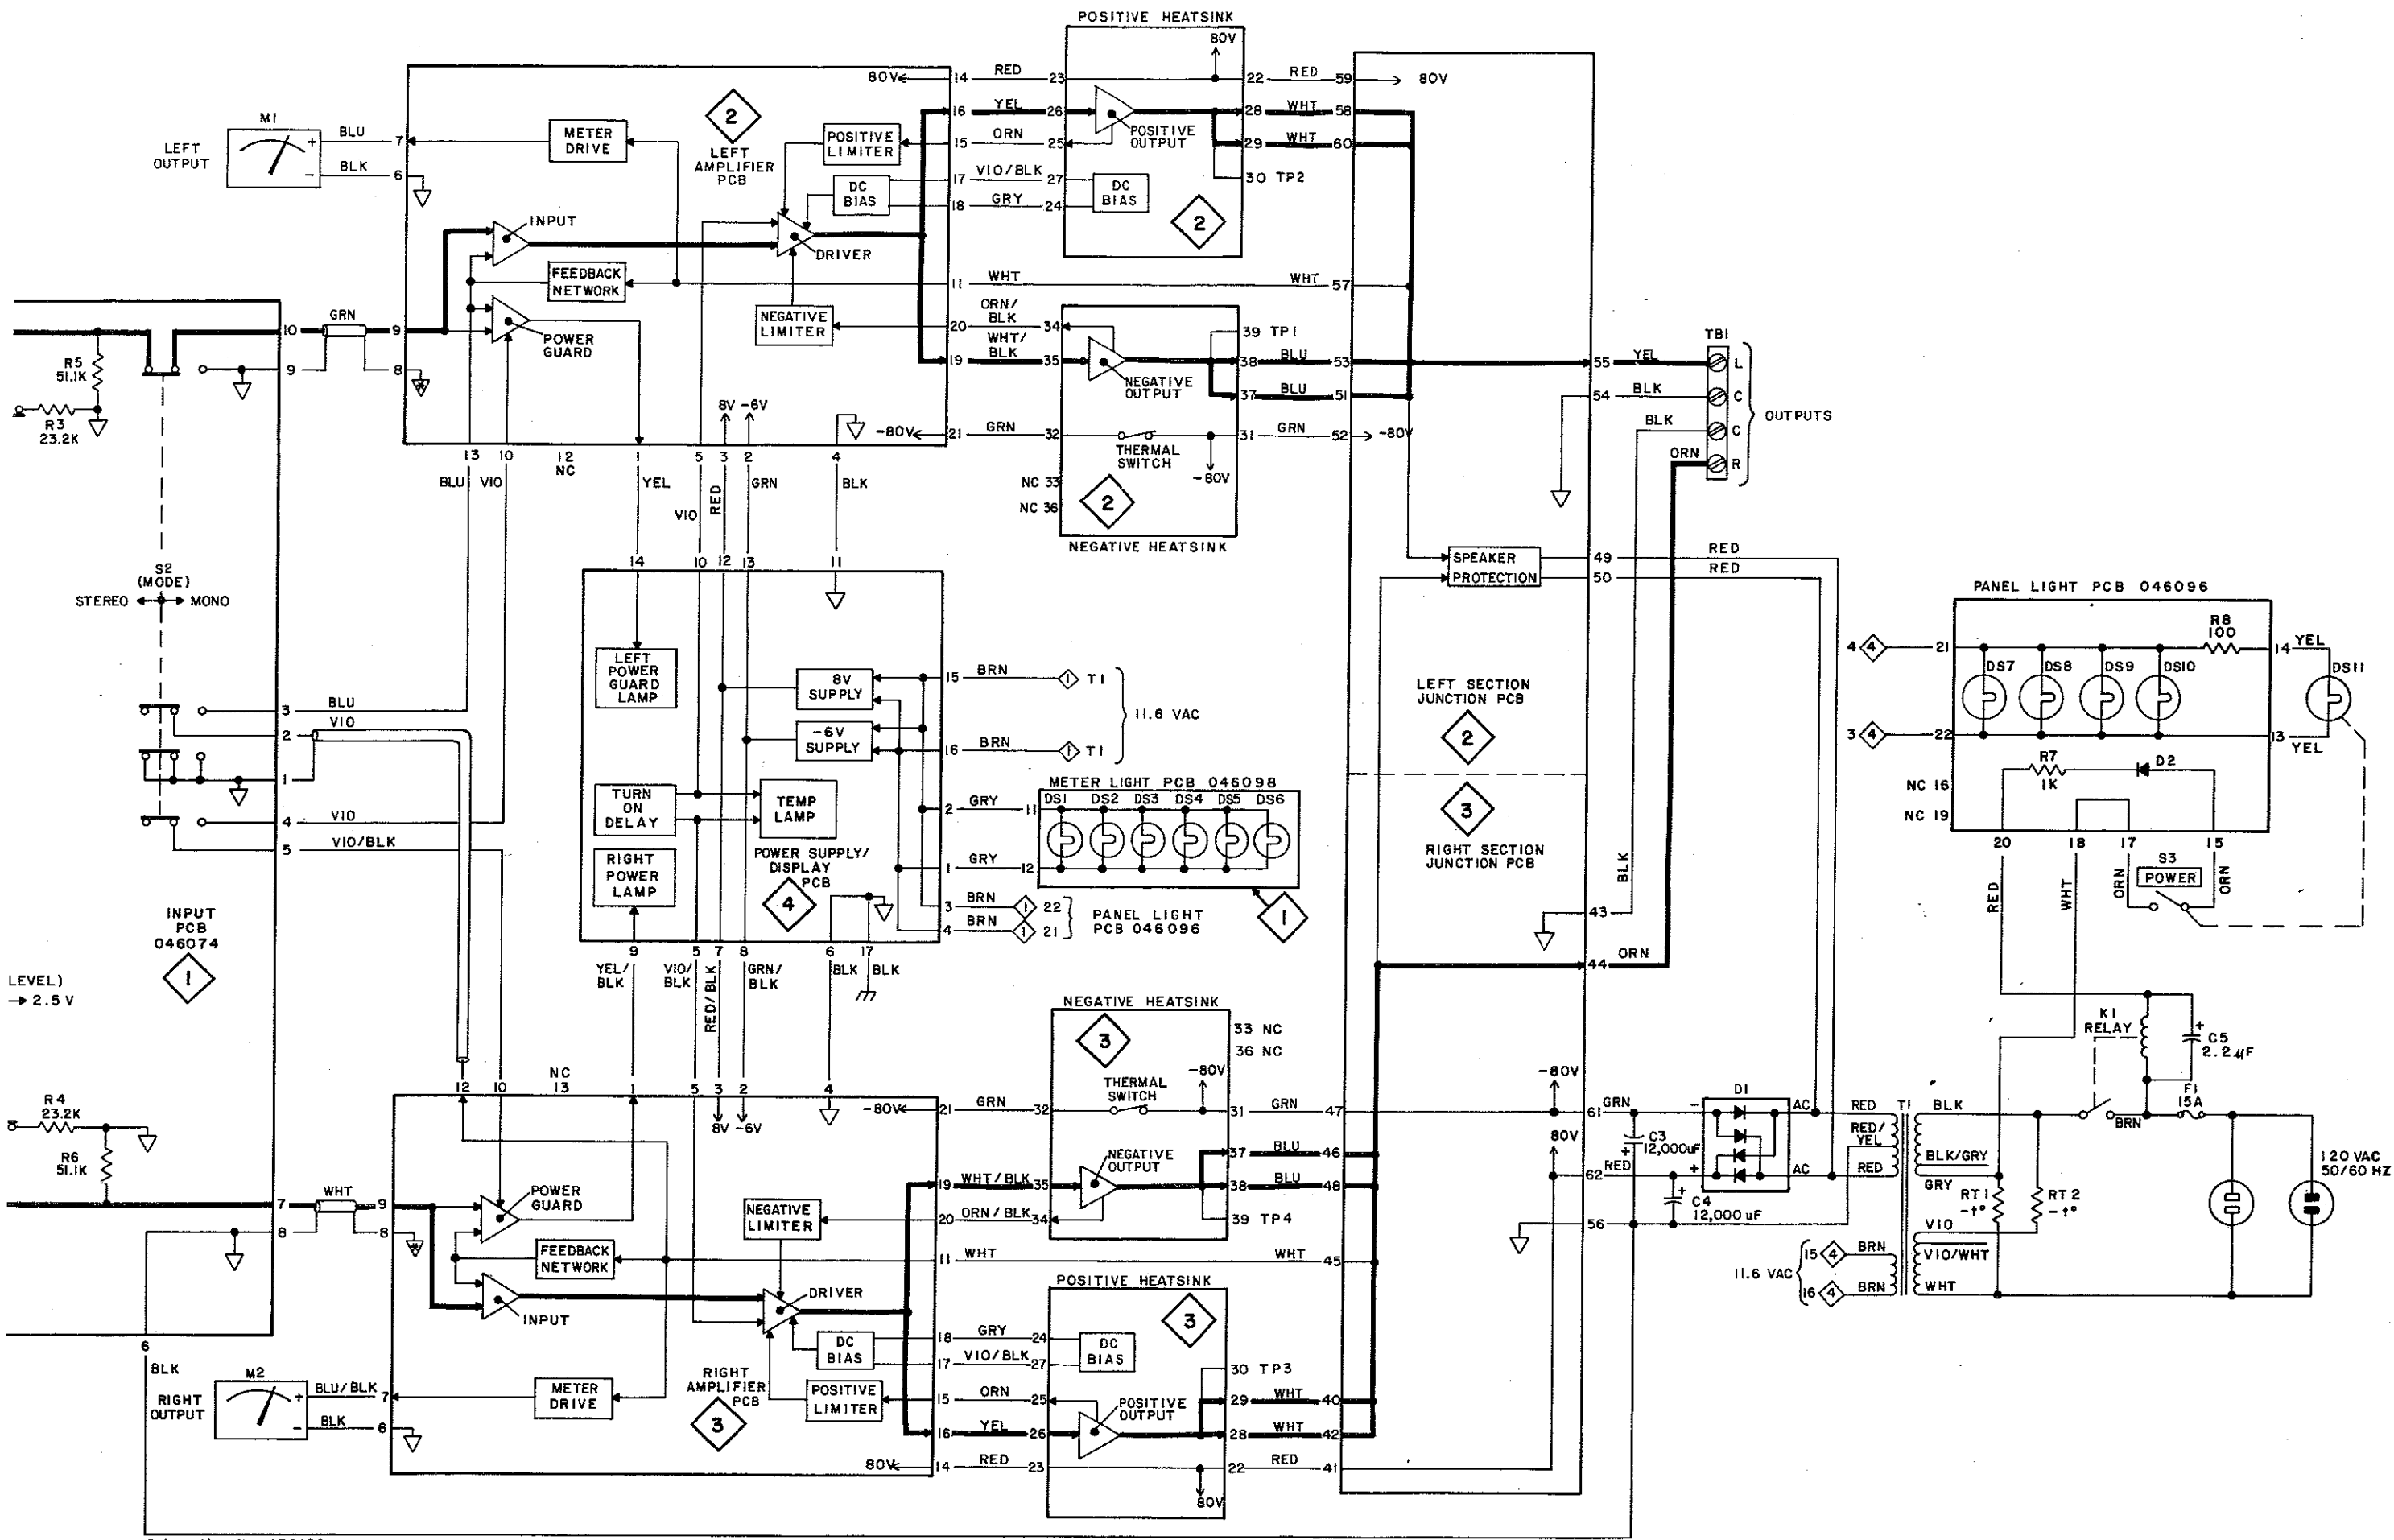 POSITIVE HEATSINK
80V
80V 14 RED 23 22 RED 59 80V
M1
LEFT OUTPUT
+
-
BLU 7
BLK 6
METER DRIVE
2
LEFT AMPLIFIER PCB
POSITIVE LIMITER
16 YEL 26
15 ORN 25
POSITIVE OUTPUT
28 WHT 58
29 WHT 60
30 TP2
DC BIAS
17 VIO/BLK 27
18 GRY 24
DC BIAS
2
INPUT
DRIVER
FEEDBACK NETWORK
11 WHT WHT 57
POWER GUARD
NEGATIVE LIMITER
20 ORN/BLK 34
19 WHT/BLK 35
39 TP1
38 BLU 53
37 BLU 51
NEGATIVE OUTPUT
8V -6V
-80V 21 GRN 32 31 GRN 52 -80V
THERMAL SWITCH
-80V
NC 33
NC 36
2
NEGATIVE HEATSINK
10 GRN 9
9 8
R5
51.1K
R3
23.2K
13 10 12 NC 1 5 3 2 4
BLU VIO YEL VIO RED GRN BLK
TB1
55 YEL L
54 BLK C
BLK C
ORN R
OUTPUTS
S2
(MODE)
STEREO MONO
14 10 12 13 11
SPEAKER PROTECTION
49 RED
50 RED
LEFT POWER GUARD LAMP
8V SUPPLY
-6V SUPPLY
15 BRN 1 T1
16 BRN 1 T1
11.6 VAC
3 BLU
2 VIO
1
4 VIO
5 VIO/BLK
TURN ON DELAY
TEMP LAMP
RIGHT POWER LAMP
POWER SUPPLY/DISPLAY PCB
4
METER LIGHT PCB 046098
DS1 DS2 DS3 DS4 DS5 DS6
2 GRY 11
1 GRY 12
1
3 BRN 1 22
4 BRN 1 21
PANEL LIGHT PCB 046096
LEFT SECTION JUNCTION PCB
2
3
RIGHT SECTION JUNCTION PCB
PANEL LIGHT PCB 046096
4 4 21
3 4 22
DS7 DS8 DS9 DS10
R8
100
14 YEL
DS11
13 YEL
R7
1K
D2
NC 16
NC 19
20 18 17 15
RED WHT ORN ORN
S3
POWER
INPUT PCB
046074
1
LEVEL)
2.5 V
9 5 7 8 6 17
YEL/BLK VIO/BLK RED/BLK GRN/BLK BLK BLK
BLK
43
44 ORN
NEGATIVE HEATSINK
3
33 NC
36 NC
12 10 NC 13 1 5 3 2 4
8V -6V
-80V 21 GRN 32
THERMAL SWITCH
-80V
31 GRN 47
R4
23.2K
R6
51.1K
7 WHT 9
8 8
POWER GUARD
FEEDBACK NETWORK
INPUT
NEGATIVE LIMITER
19 WHT/BLK 35
20 ORN/BLK 34
NEGATIVE OUTPUT
37 BLU 46
38 BLU 48
39 TP4
11 WHT WHT 45
DRIVER
POSITIVE HEATSINK
3
DC BIAS
18 GRY 24
17 VIO/BLK 27
DC BIAS
30 TP3
POSITIVE LIMITER
15 ORN 25
16 YEL 26
POSITIVE OUTPUT
29 WHT 40
28 WHT 42
80V 14 RED 23 22 RED 41
80V
6
BLK
M2
RIGHT OUTPUT
+
-
BLU/BLK 7
BLK 6
METER DRIVE
RIGHT AMPLIFIER PCB
3
-80V
61 GRN
80V
62 RED
56
C3
12,000uF
+
C4
12,000uF
+
D1
-
+
AC RED
RED/YEL
AC RED
T1
BLK
BLK/GRY
GRY
VIO
VIO/WHT
WHT
RT1
-t°
RT2
-t°
K1
RELAY
C5
2.2µF
+
BRN
F1
15A
120 VAC
50/60 HZ
11.6 VAC
15 4 BRN
16 4 BRN